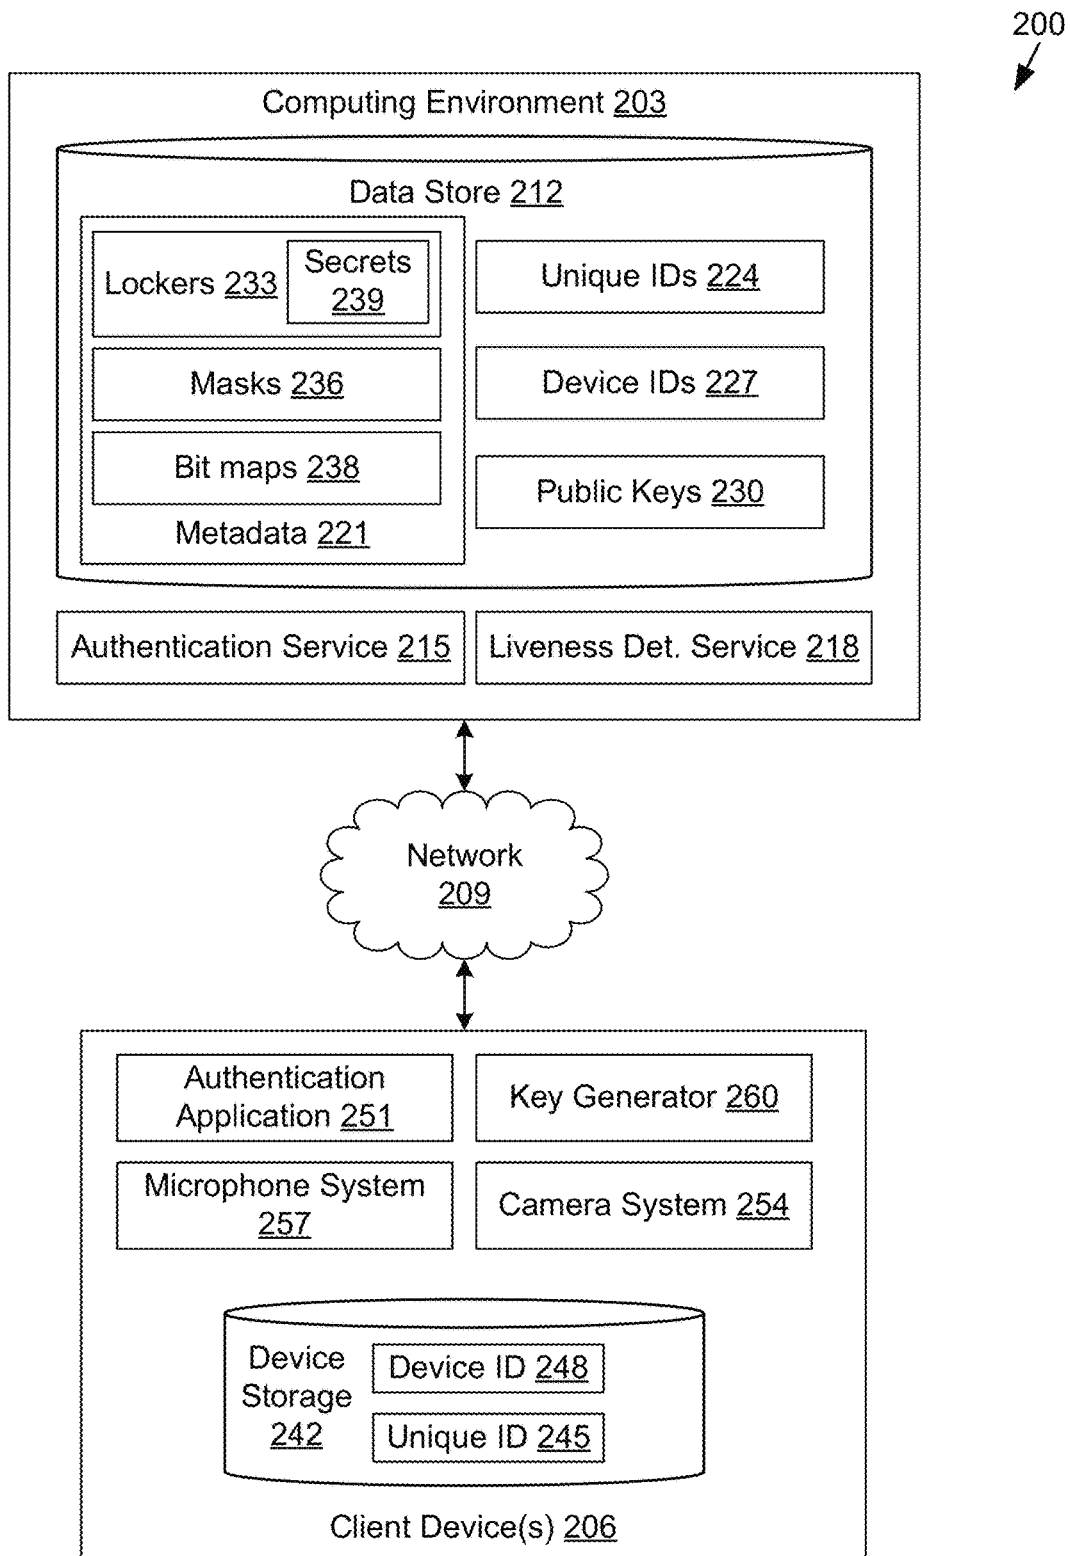 200
Computing Environment 203
Data Store 212
Lockers 233
Secrets
239
Masks 236
Bit maps 238
Metadata 221
Unique IDs 224
Device IDs 227
Public Keys 230
Authentication Service 215
Liveness Det. Service 218
Network
209
Authentication
Application 251
Key Generator 260
Microphone System
257
Camera System 254
Device
Storage
242
Device ID 248
Unique ID 245
Client Device(s) 206